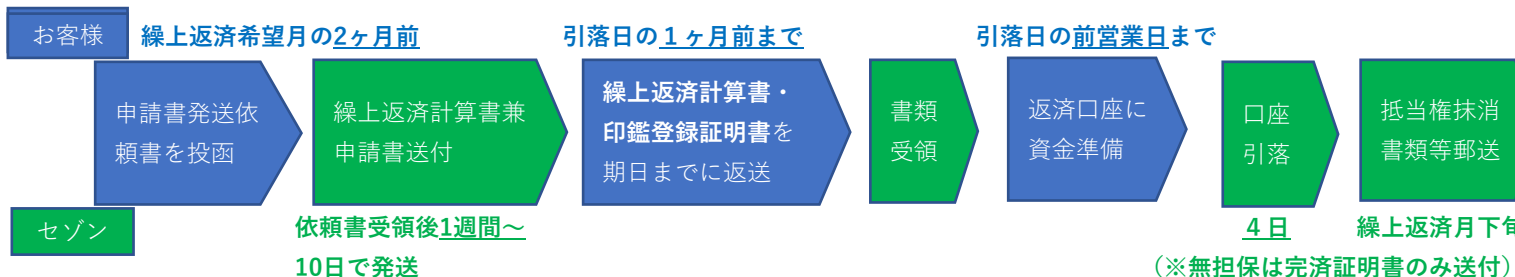 お客様
繰上返済希望月の2ヶ月前
引落日の１ヶ月前まで
引落日の前営業日まで
申請書発送依
頼書を投函
繰上返済計算書兼
申請書送付
繰上返済計算書・
印鑑登録証明書を
期日までに返送
書類
受領
返済口座に
資金準備
口座
引落
抵当権抹消
書類等郵送
セゾン
依頼書受領後1週間～
10日で発送
４日
繰上返済月下旬
（※無担保は完済証明書のみ送付）